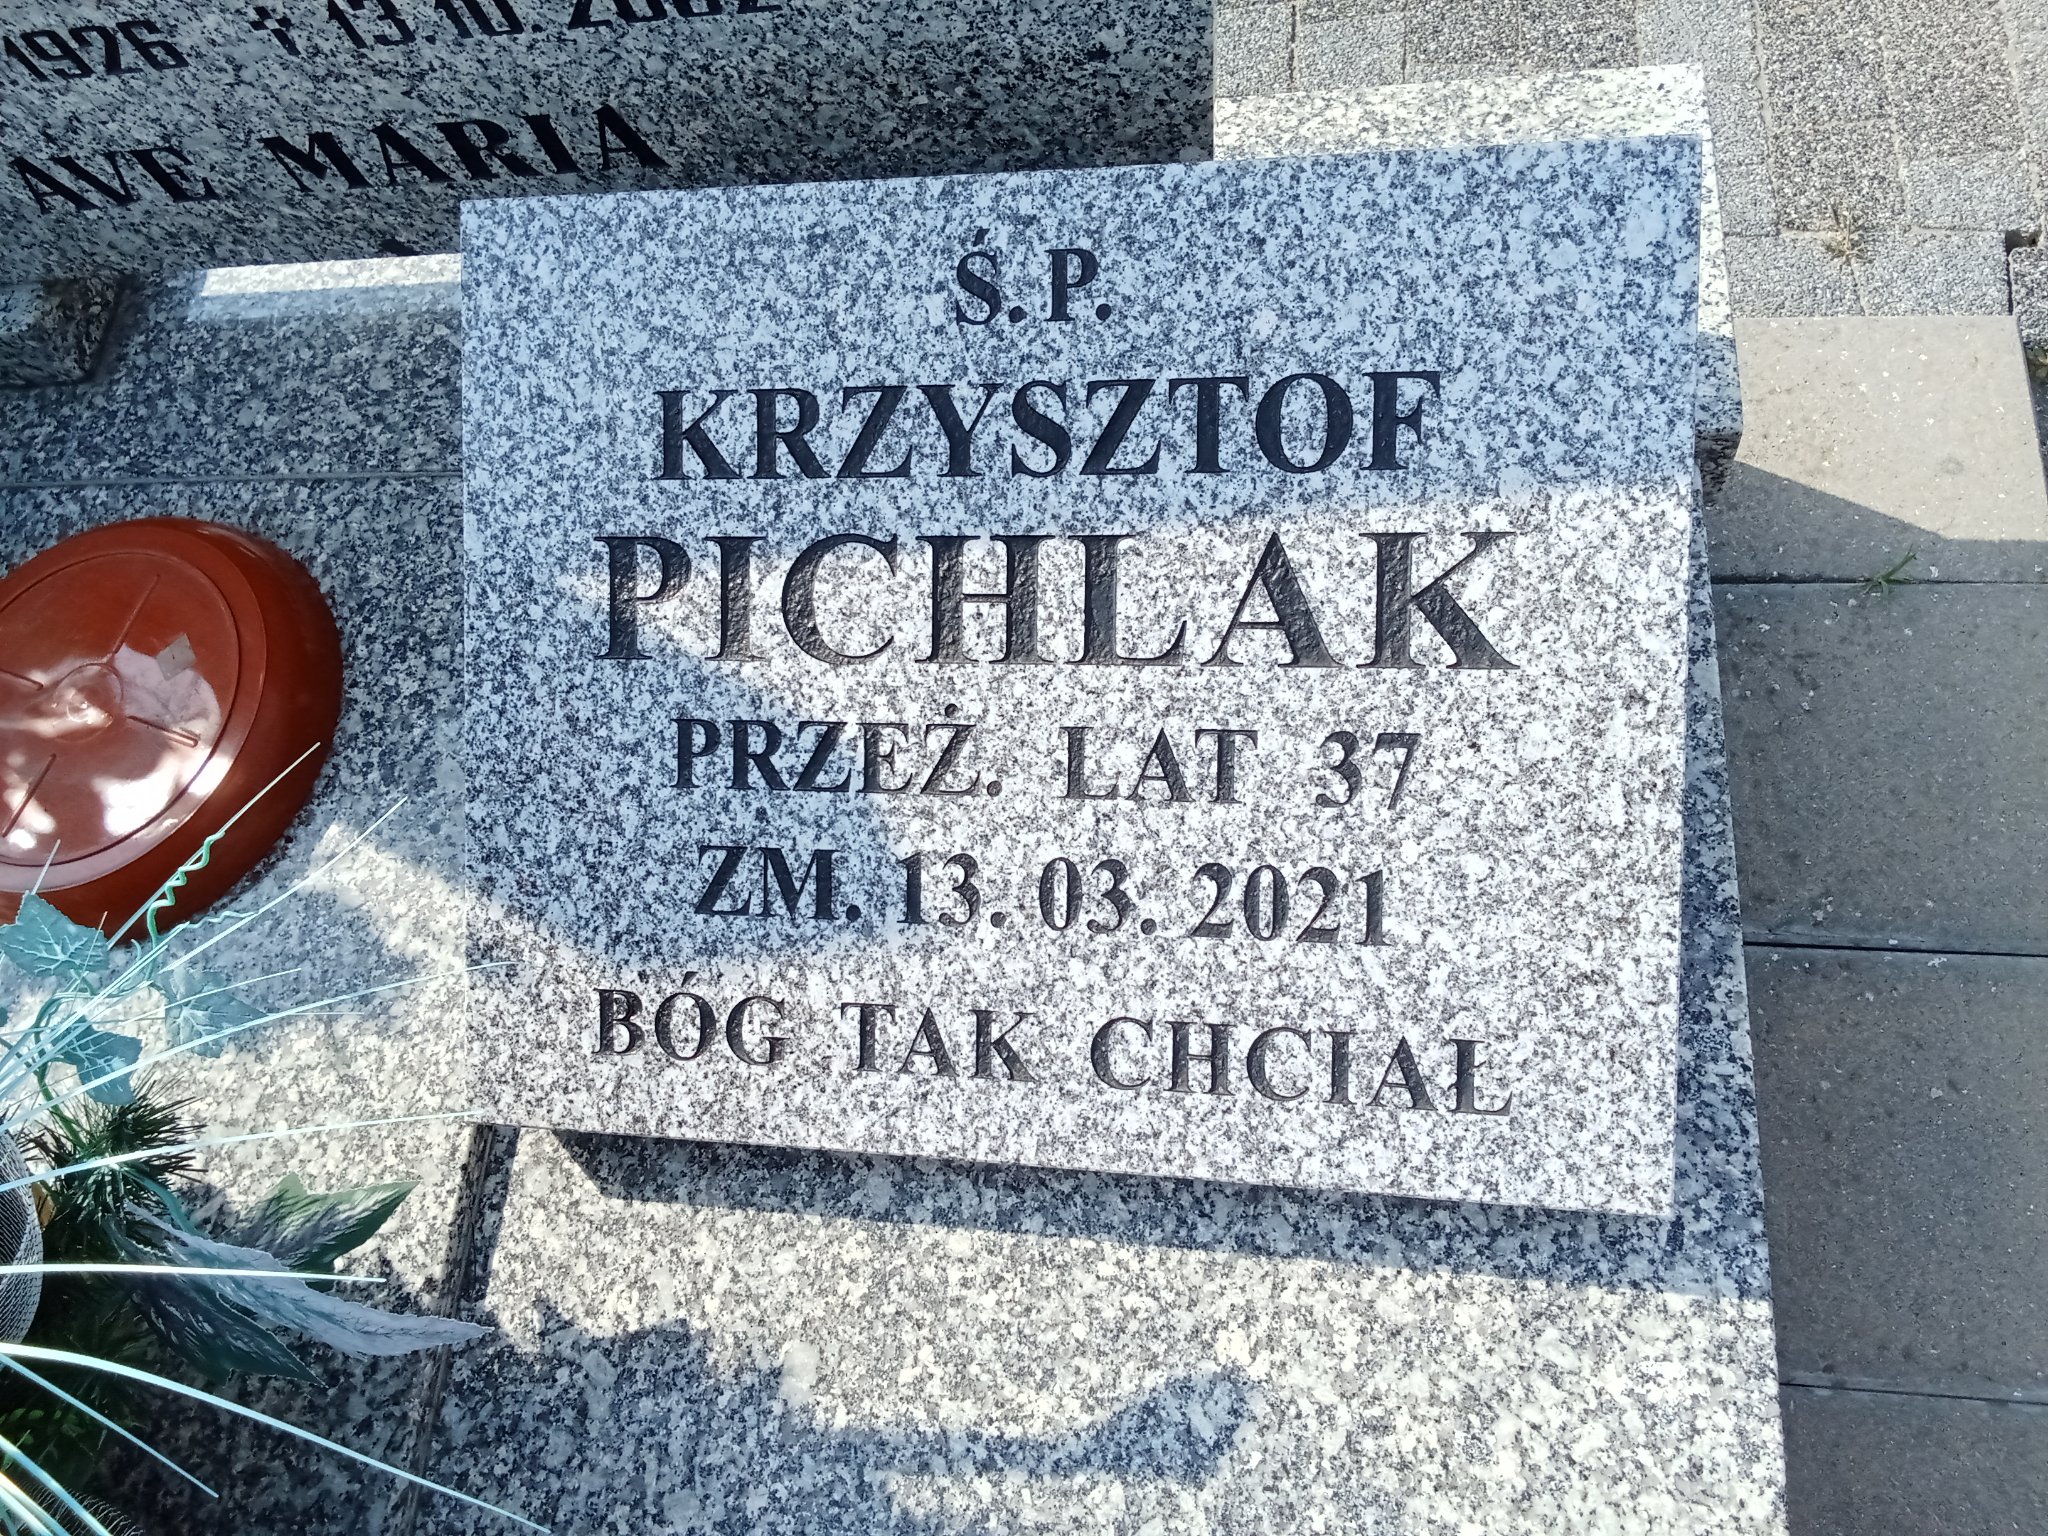 1926 † 13.10.2002
AVE MARIA
Ś.P.
KRZYSZTOF
PICHLAK
PRZEŻ. LAT 37
ZM. 13.03.2021
BÓG TAK CHCIAŁ